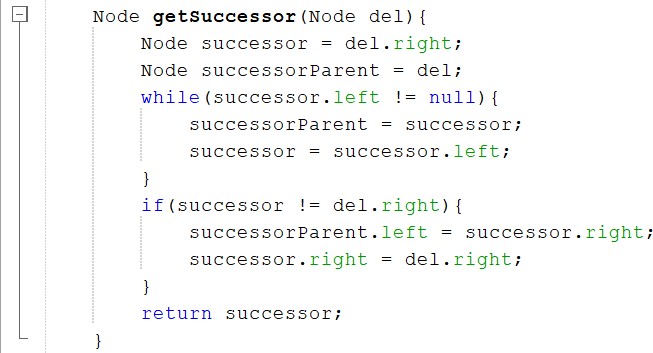 Node getSuccessor(Node del){
Node successor = del.right;
Node successorParent = del;
while(successor.left != null){
successorParent = successor;
successor = successor.left;
}
if(successor != del.right){
successorParent.left = successor.right;
successor.right = del.right;
}
return successor;
}